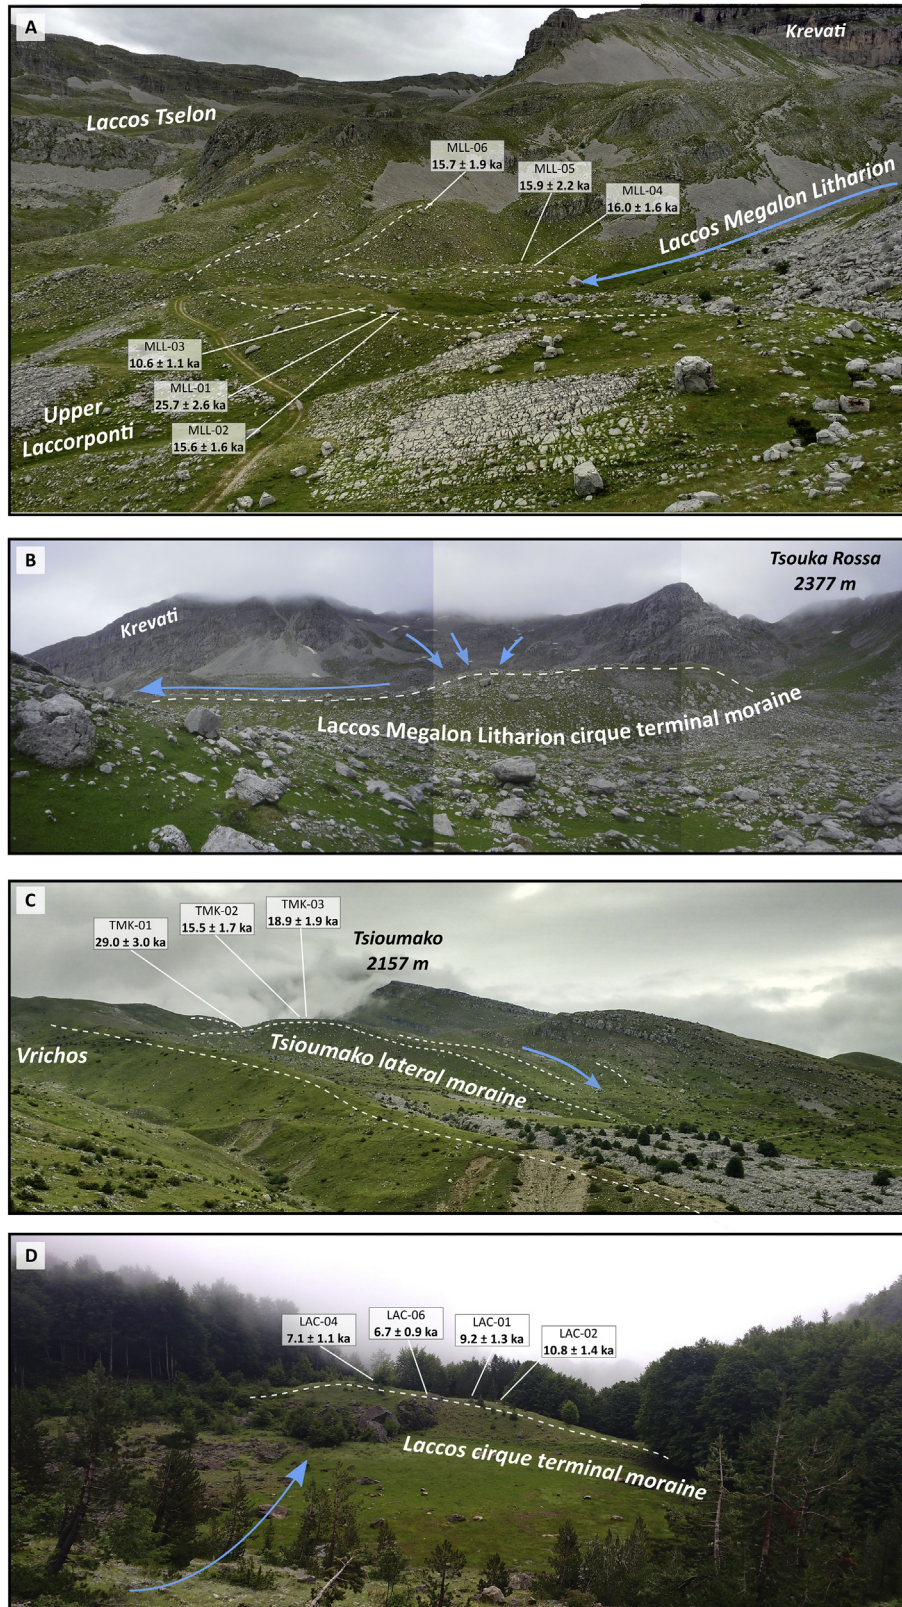 A
Krevati
Laccos Tselon
MLL-06
15.7 ± 1.9 ka
MLL-05
15.9 ± 2.2 ka
MLL-04
16.0 ± 1.6 ka
Laccos Megalon Litharion
MLL-03
10.6 ± 1.1 ka
MLL-01
25.7 ± 2.6 ka
MLL-02
15.6 ± 1.6 ka
Upper
Laccorponti
B
Tsouka Rossa
2377 m
Krevati
Laccos Megalon Litharion cirque terminal moraine
C
TMK-01
29.0 ± 3.0 ka
TMK-02
15.5 ± 1.7 ka
TMK-03
18.9 ± 1.9 ka
Tsioumako
2157 m
Vrichos
Tsioumako lateral moraine
D
LAC-04
7.1 ± 1.1 ka
LAC-06
6.7 ± 0.9 ka
LAC-01
9.2 ± 1.3 ka
LAC-02
10.8 ± 1.4 ka
Laccos cirque terminal moraine